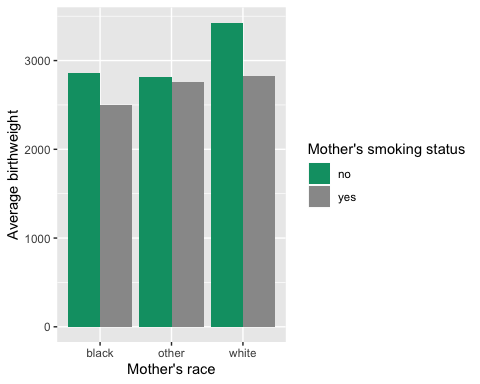 3000
2000
1000
0
Average birthweight
black other white
Mother's race
Mother's smoking status
no
yes